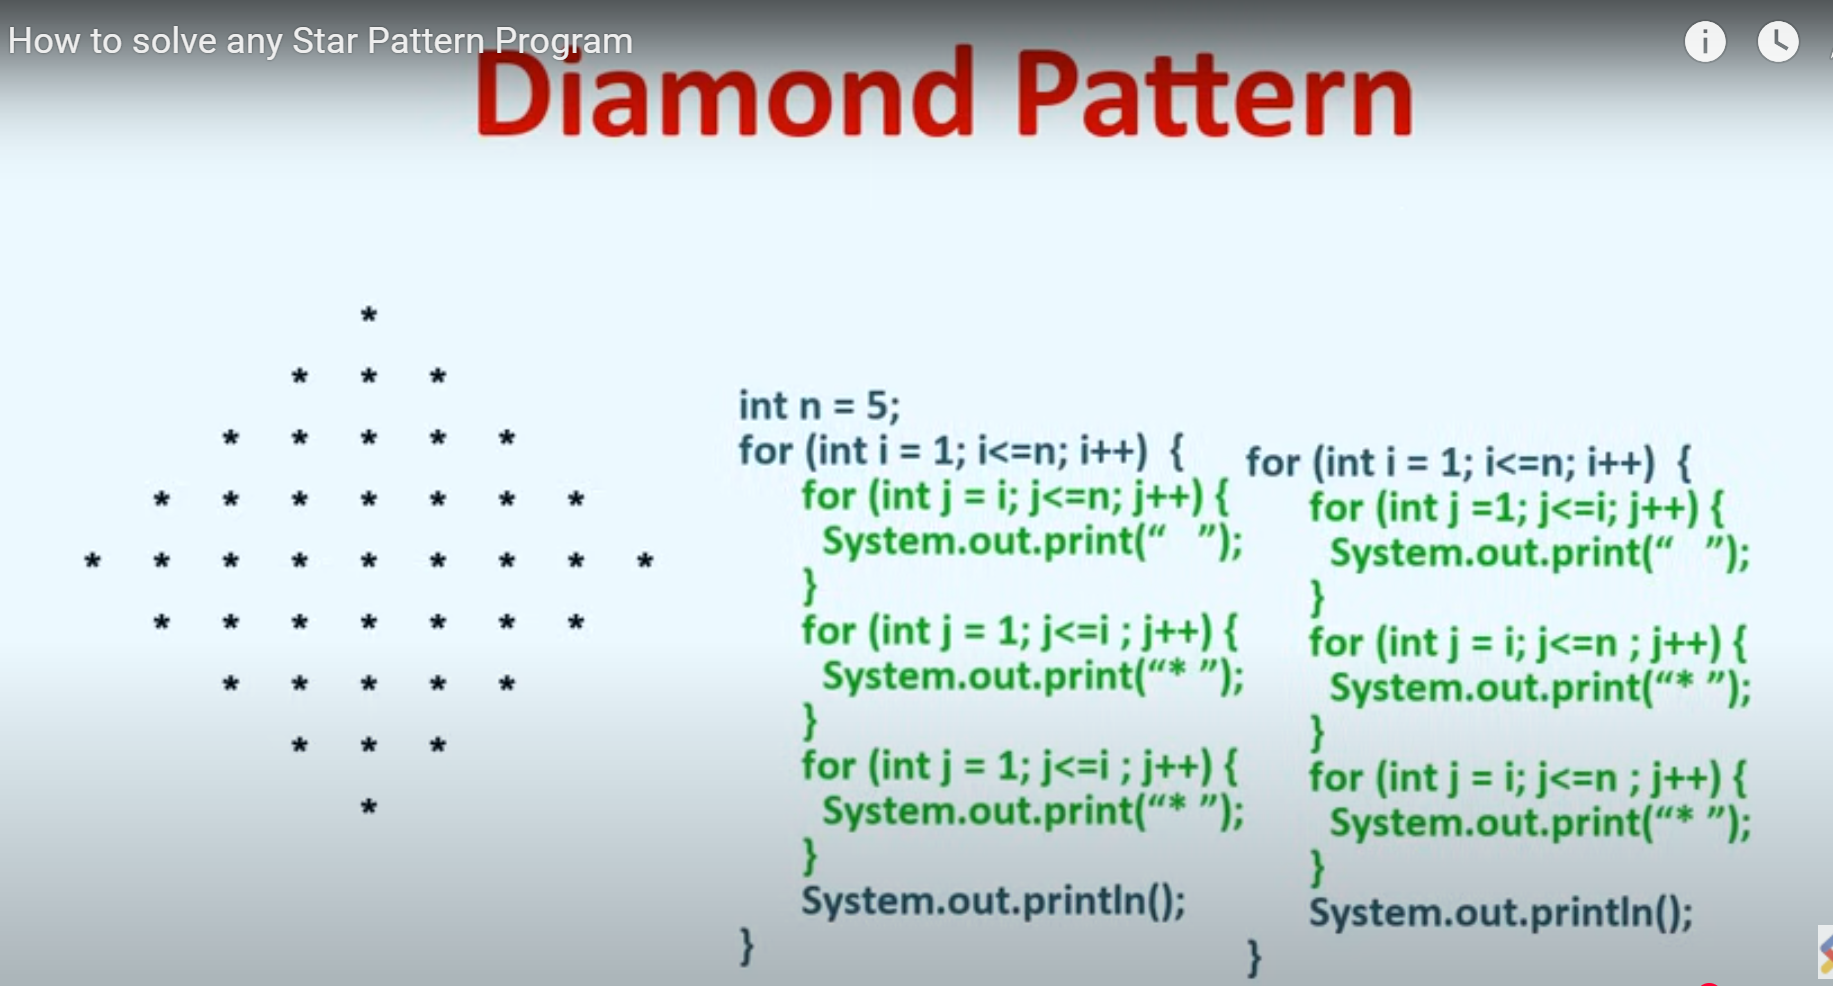 How to solve any Star Pattern Program
Diamond Pattern
*
* * *
* * * * *
* * * * * * *
* * * * * * * * *
* * * * * * *
* * * * *
* * *
*
int n = 5;
for (int i = 1; i<=n; i++) {
for (int j = i; j<=n; j++) {
System.out.print(“ ”);
}
for (int j = 1; j<=i ; j++) {
System.out.print(“* ”);
}
for (int j = 1; j<=i ; j++) {
System.out.print(“* ”);
}
System.out.println();
}
for (int i = 1; i<=n; i++) {
for (int j =1; j<=i; j++) {
System.out.print(“ ”);
}
for (int j = i; j<=n ; j++) {
System.out.print(“* ”);
}
for (int j = i; j<=n ; j++) {
System.out.print(“* ”);
}
System.out.println();
}